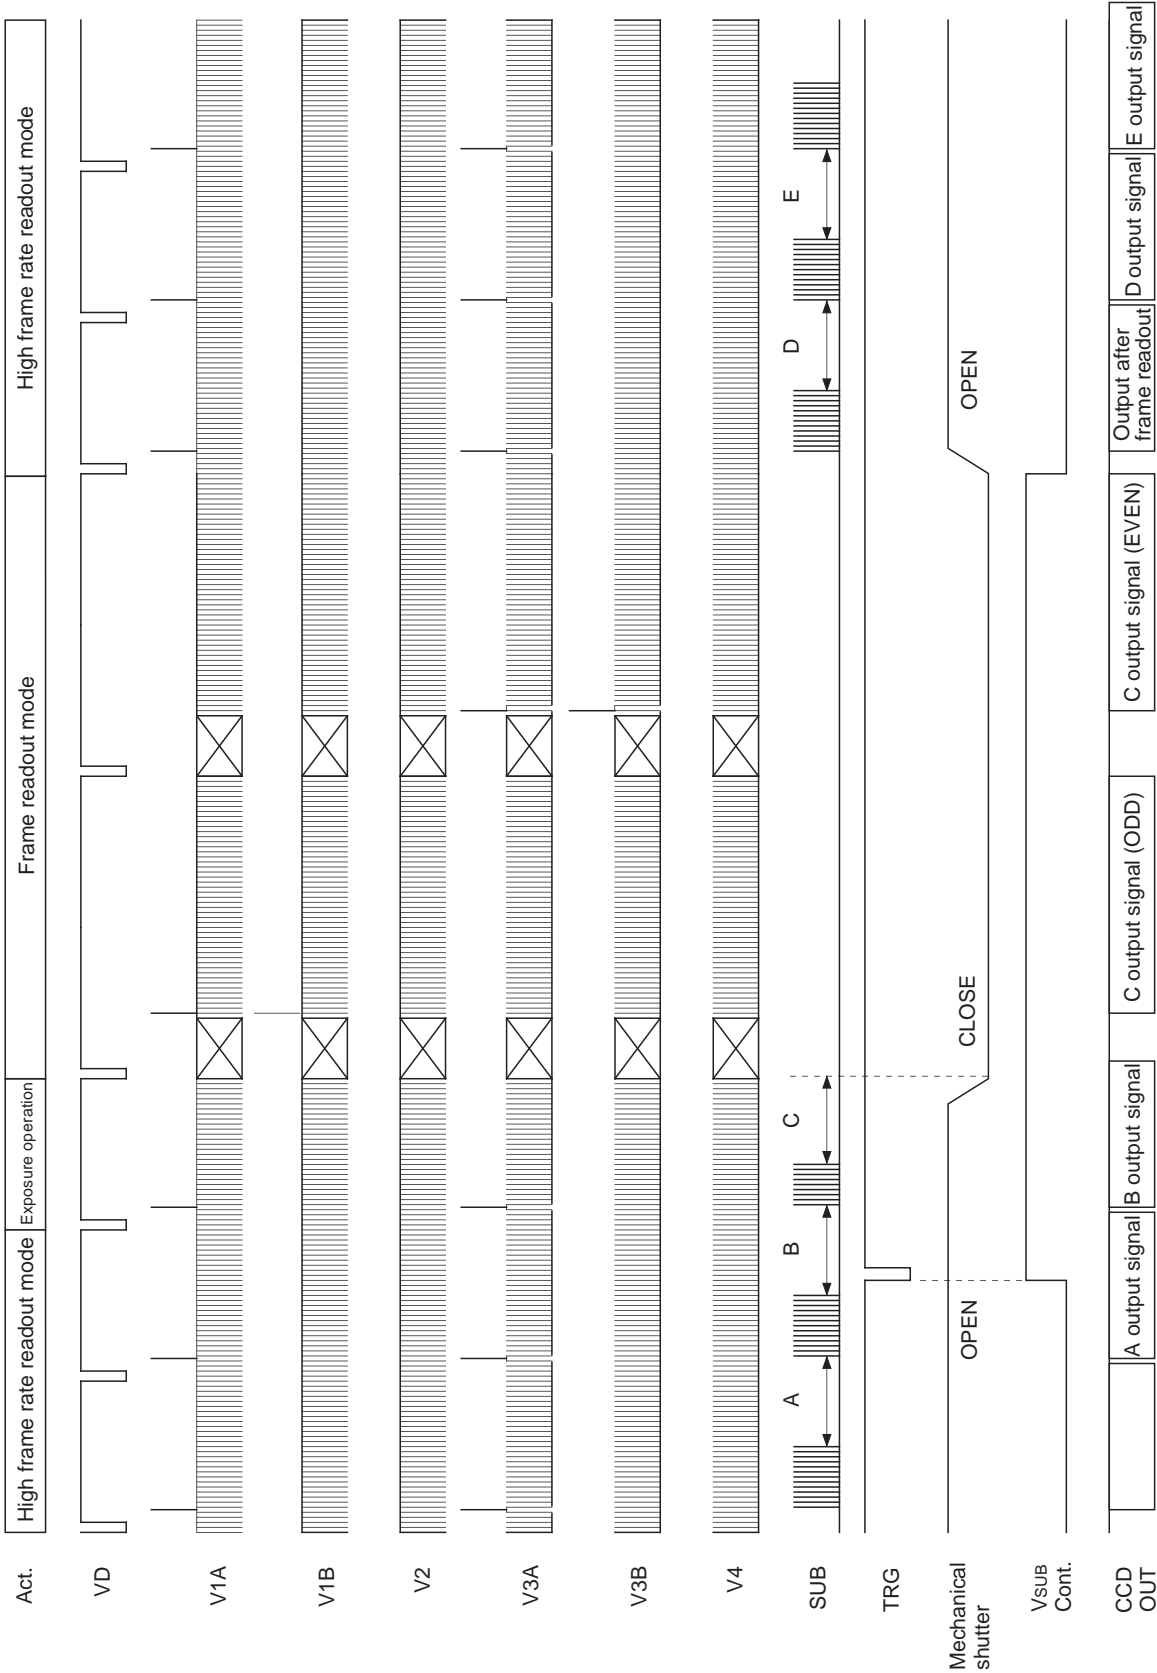 Act.
High frame rate readout mode
Exposure operation
Frame readout mode
High frame rate readout mode
VD
V1A
V1B
V2
V3A
V3B
V4
SUB
A
B
C
D
E
TRG
Mechanical
shutter
OPEN
CLOSE
OPEN
VSUB
Cont.
CCD
OUT
A output signal
B output signal
C output signal (ODD)
C output signal (EVEN)
Output after
frame readout
D output signal
E output signal